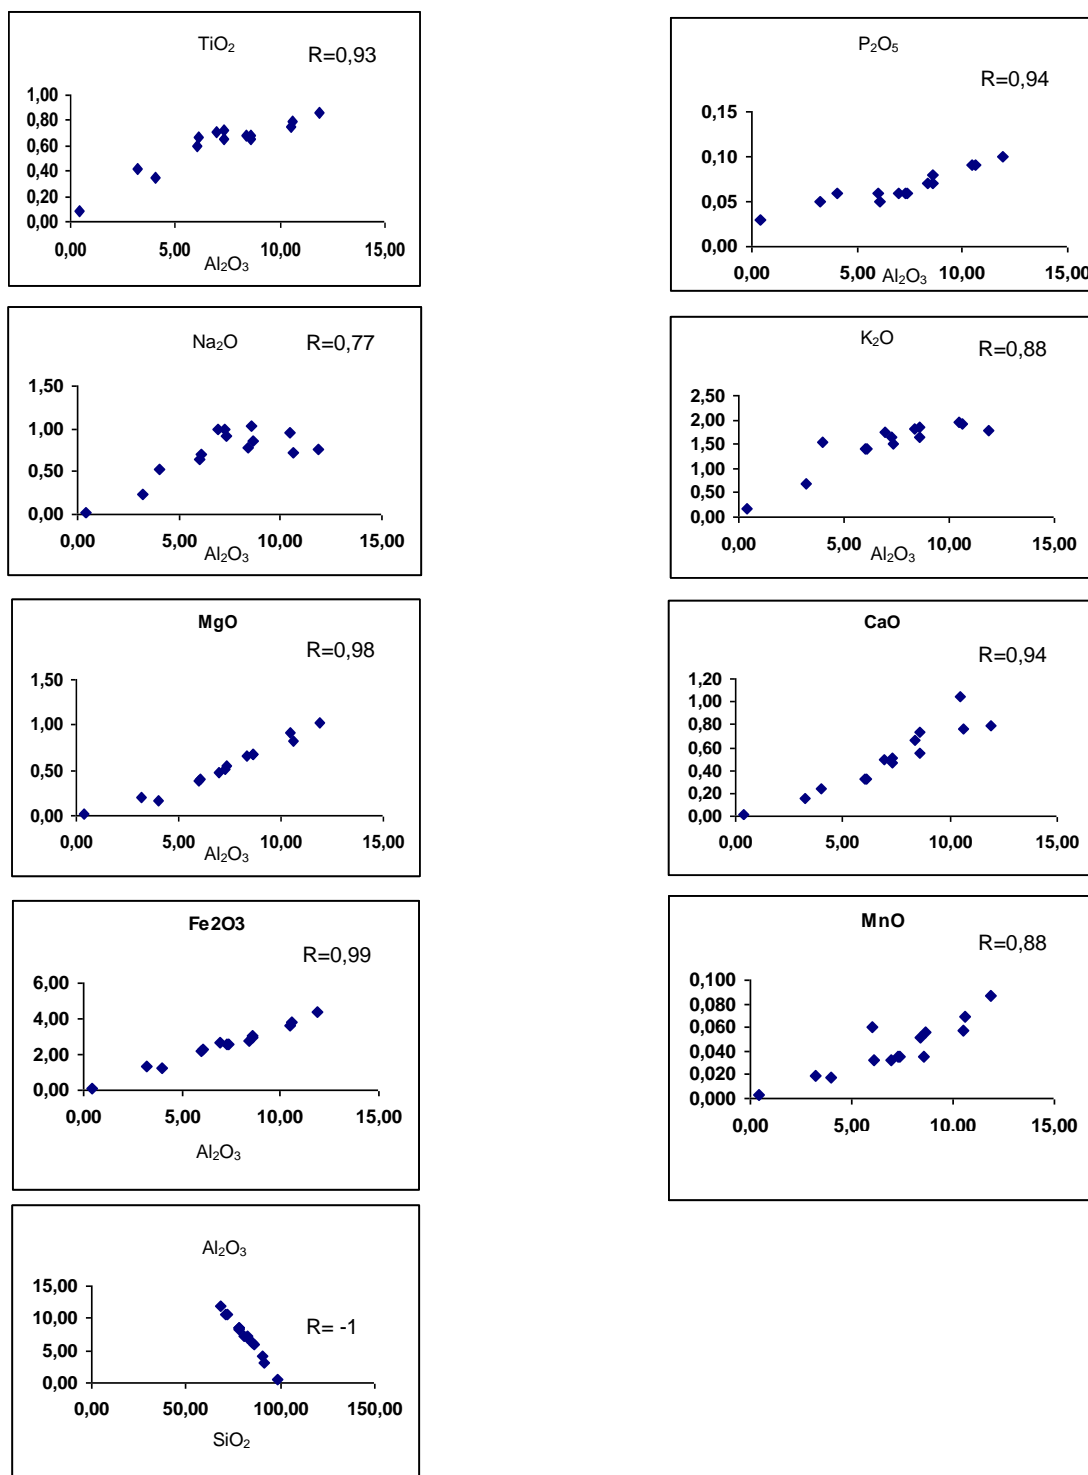 TiO₂
R=0,93
1,00
0,80
0,60
0,40
0,20
0,00
0,00 5,00 10,00 15,00
Al₂O₃
P₂O₅
R=0,94
0,15
0,10
0,05
0,00
0,00 5,00 10,00 15,00
Al₂O₃
Na₂O
R=0,77
1,50
1,00
0,50
0,00
0,00 5,00 10,00 15,00
Al₂O₃
K₂O
R=0,88
2,50
2,00
1,50
1,00
0,50
0,00
0,00 5,00 10,00 15,00
Al₂O₃
MgO
R=0,98
1,50
1,00
0,50
0,00
0,00 5,00 10,00 15,00
Al₂O₃
CaO
R=0,94
1,20
1,00
0,80
0,60
0,40
0,20
0,00
0,00 5,00 10,00 15,00
Fe2O3
R=0,99
6,00
4,00
2,00
0,00
0,00 5,00 10,00 15,00
Al₂O₃
MnO
R=0,88
0,100
0,080
0,060
0,040
0,020
0,000
0,00 5,00 10,00 15,00
Al₂O₃
R= -1
15,00
10,00
5,00
0,00
0,00 50,00 100,00 150,00
SiO₂